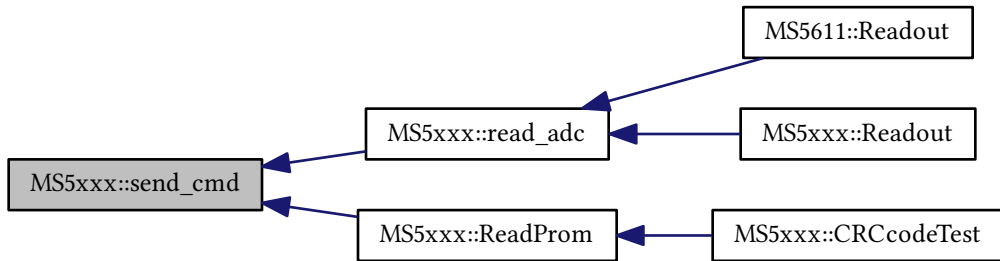 MS5611::Readout
MS5xxx::read_adc
MS5xxx::Readout
MS5xxx::send_cmd
MS5xxx::ReadProm
MS5xxx::CRCcodeTest